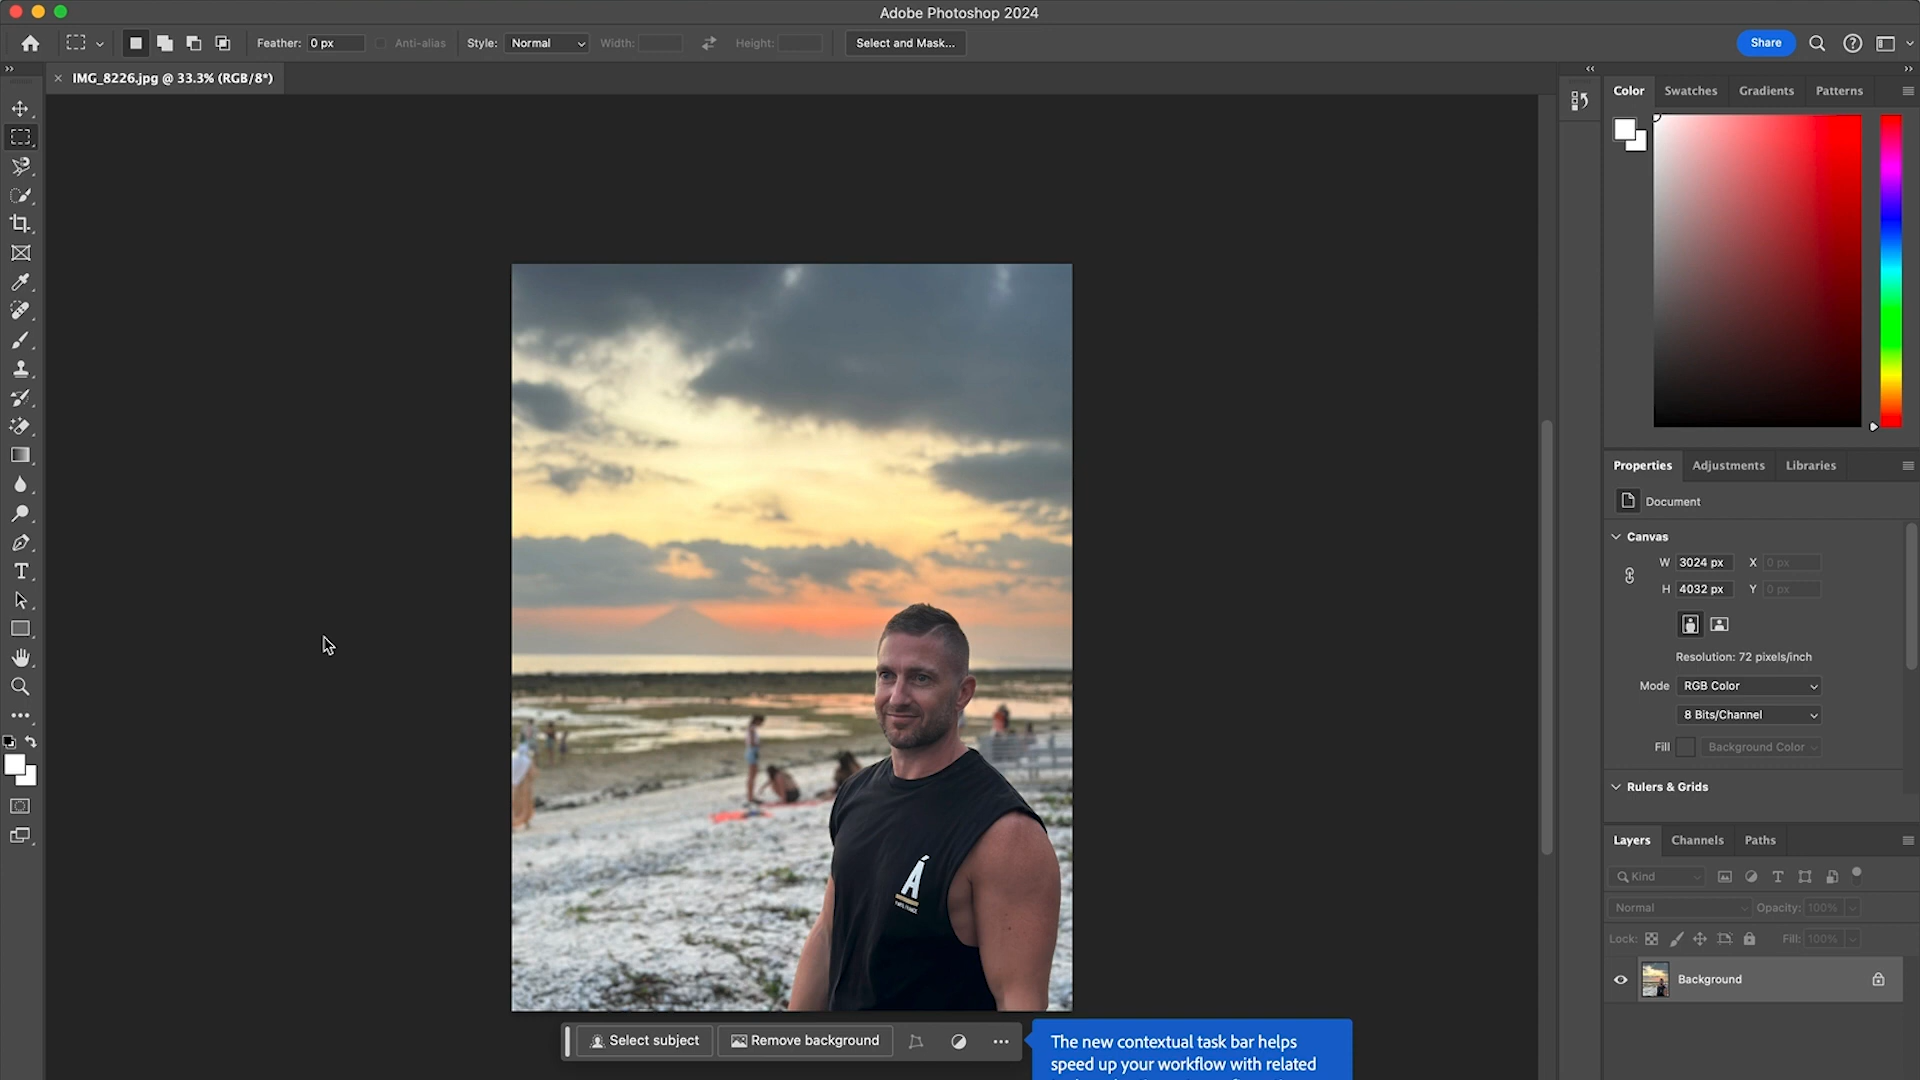 Adobe Photoshop 2024
Feather: 0 px Anti-alias Style: Normal Width: Height: Select and Mask... Share
IMG_8226.jpg @ 33.3% (RGB/8*)
Color Swatches Gradients Patterns
Properties Adjustments Libraries
Document
Canvas
W 3024 px X 0 px
H 4032 px Y 0 px
Resolution: 72 pixels/inch
Mode RGB Color
8 Bits/Channel
Fill Background Color
Rulers & Grids
Layers Channels Paths
Kind
Normal Opacity: 100%
Lock: Fill: 100%
Background
Á
Select subject Remove background
The new contextual task bar helps
speed up your workflow with related